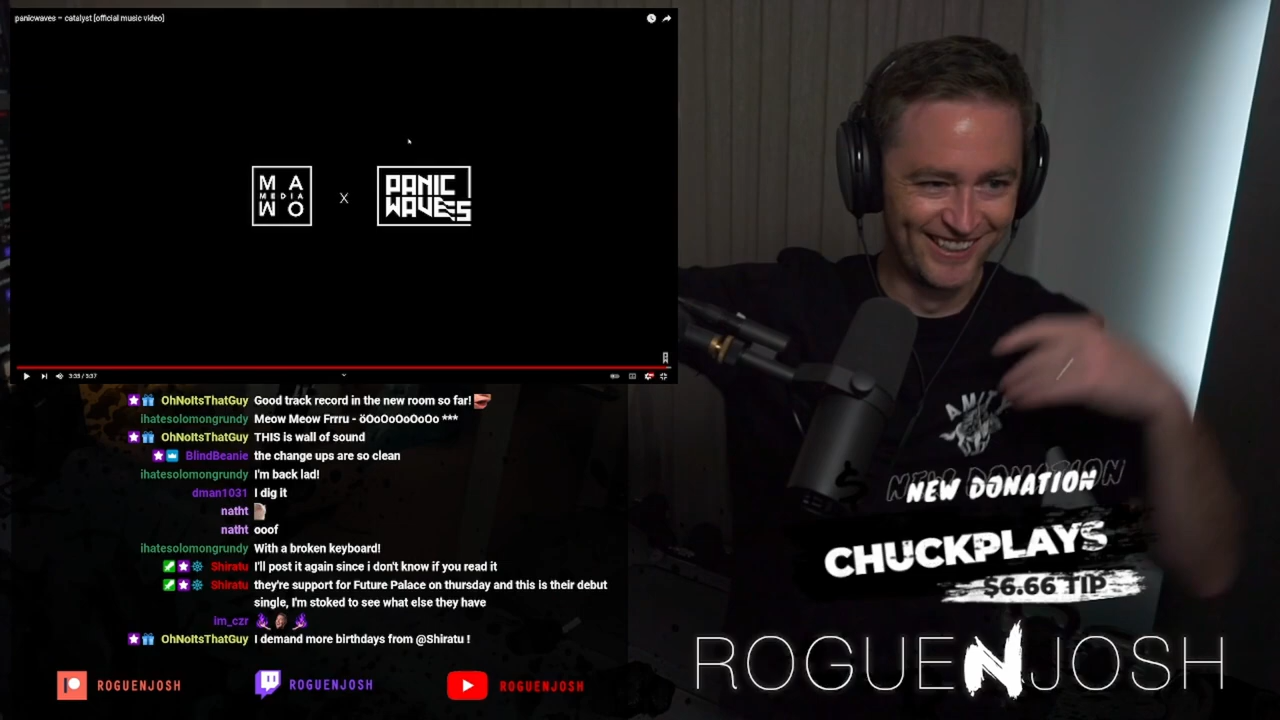 panicwaves – catalyst [official music video]
MA
MEDIA
WO
X
PANIC
WAVES
3:35 / 3:37
OhNoItsThatGuy Good track record in the new room so far!
ihatesolomongrundy Meow Meow Frrru - öOoOoOoOoOo ***
OhNoItsThatGuy THIS is wall of sound
BlindBeanie the change ups are so clean
ihatesolomongrundy I'm back lad!
dman1031 I dig it
natht
natht ooof
ihatesolomongrundy With a broken keyboard!
Shiratu I'll post it again since i don't know if you read it
Shiratu they're support for Future Palace on thursday and this is their debut
single, I'm stoked to see what else they have
im_czr
OhNoItsThatGuy I demand more birthdays from @Shiratu !
ROGUENJOSH
ROGUENJOSH
ROGUENJOSH
AMITY
NEW DONATION
CHUCKPLAYS
$6.66 TIP
ROGUENJOSH